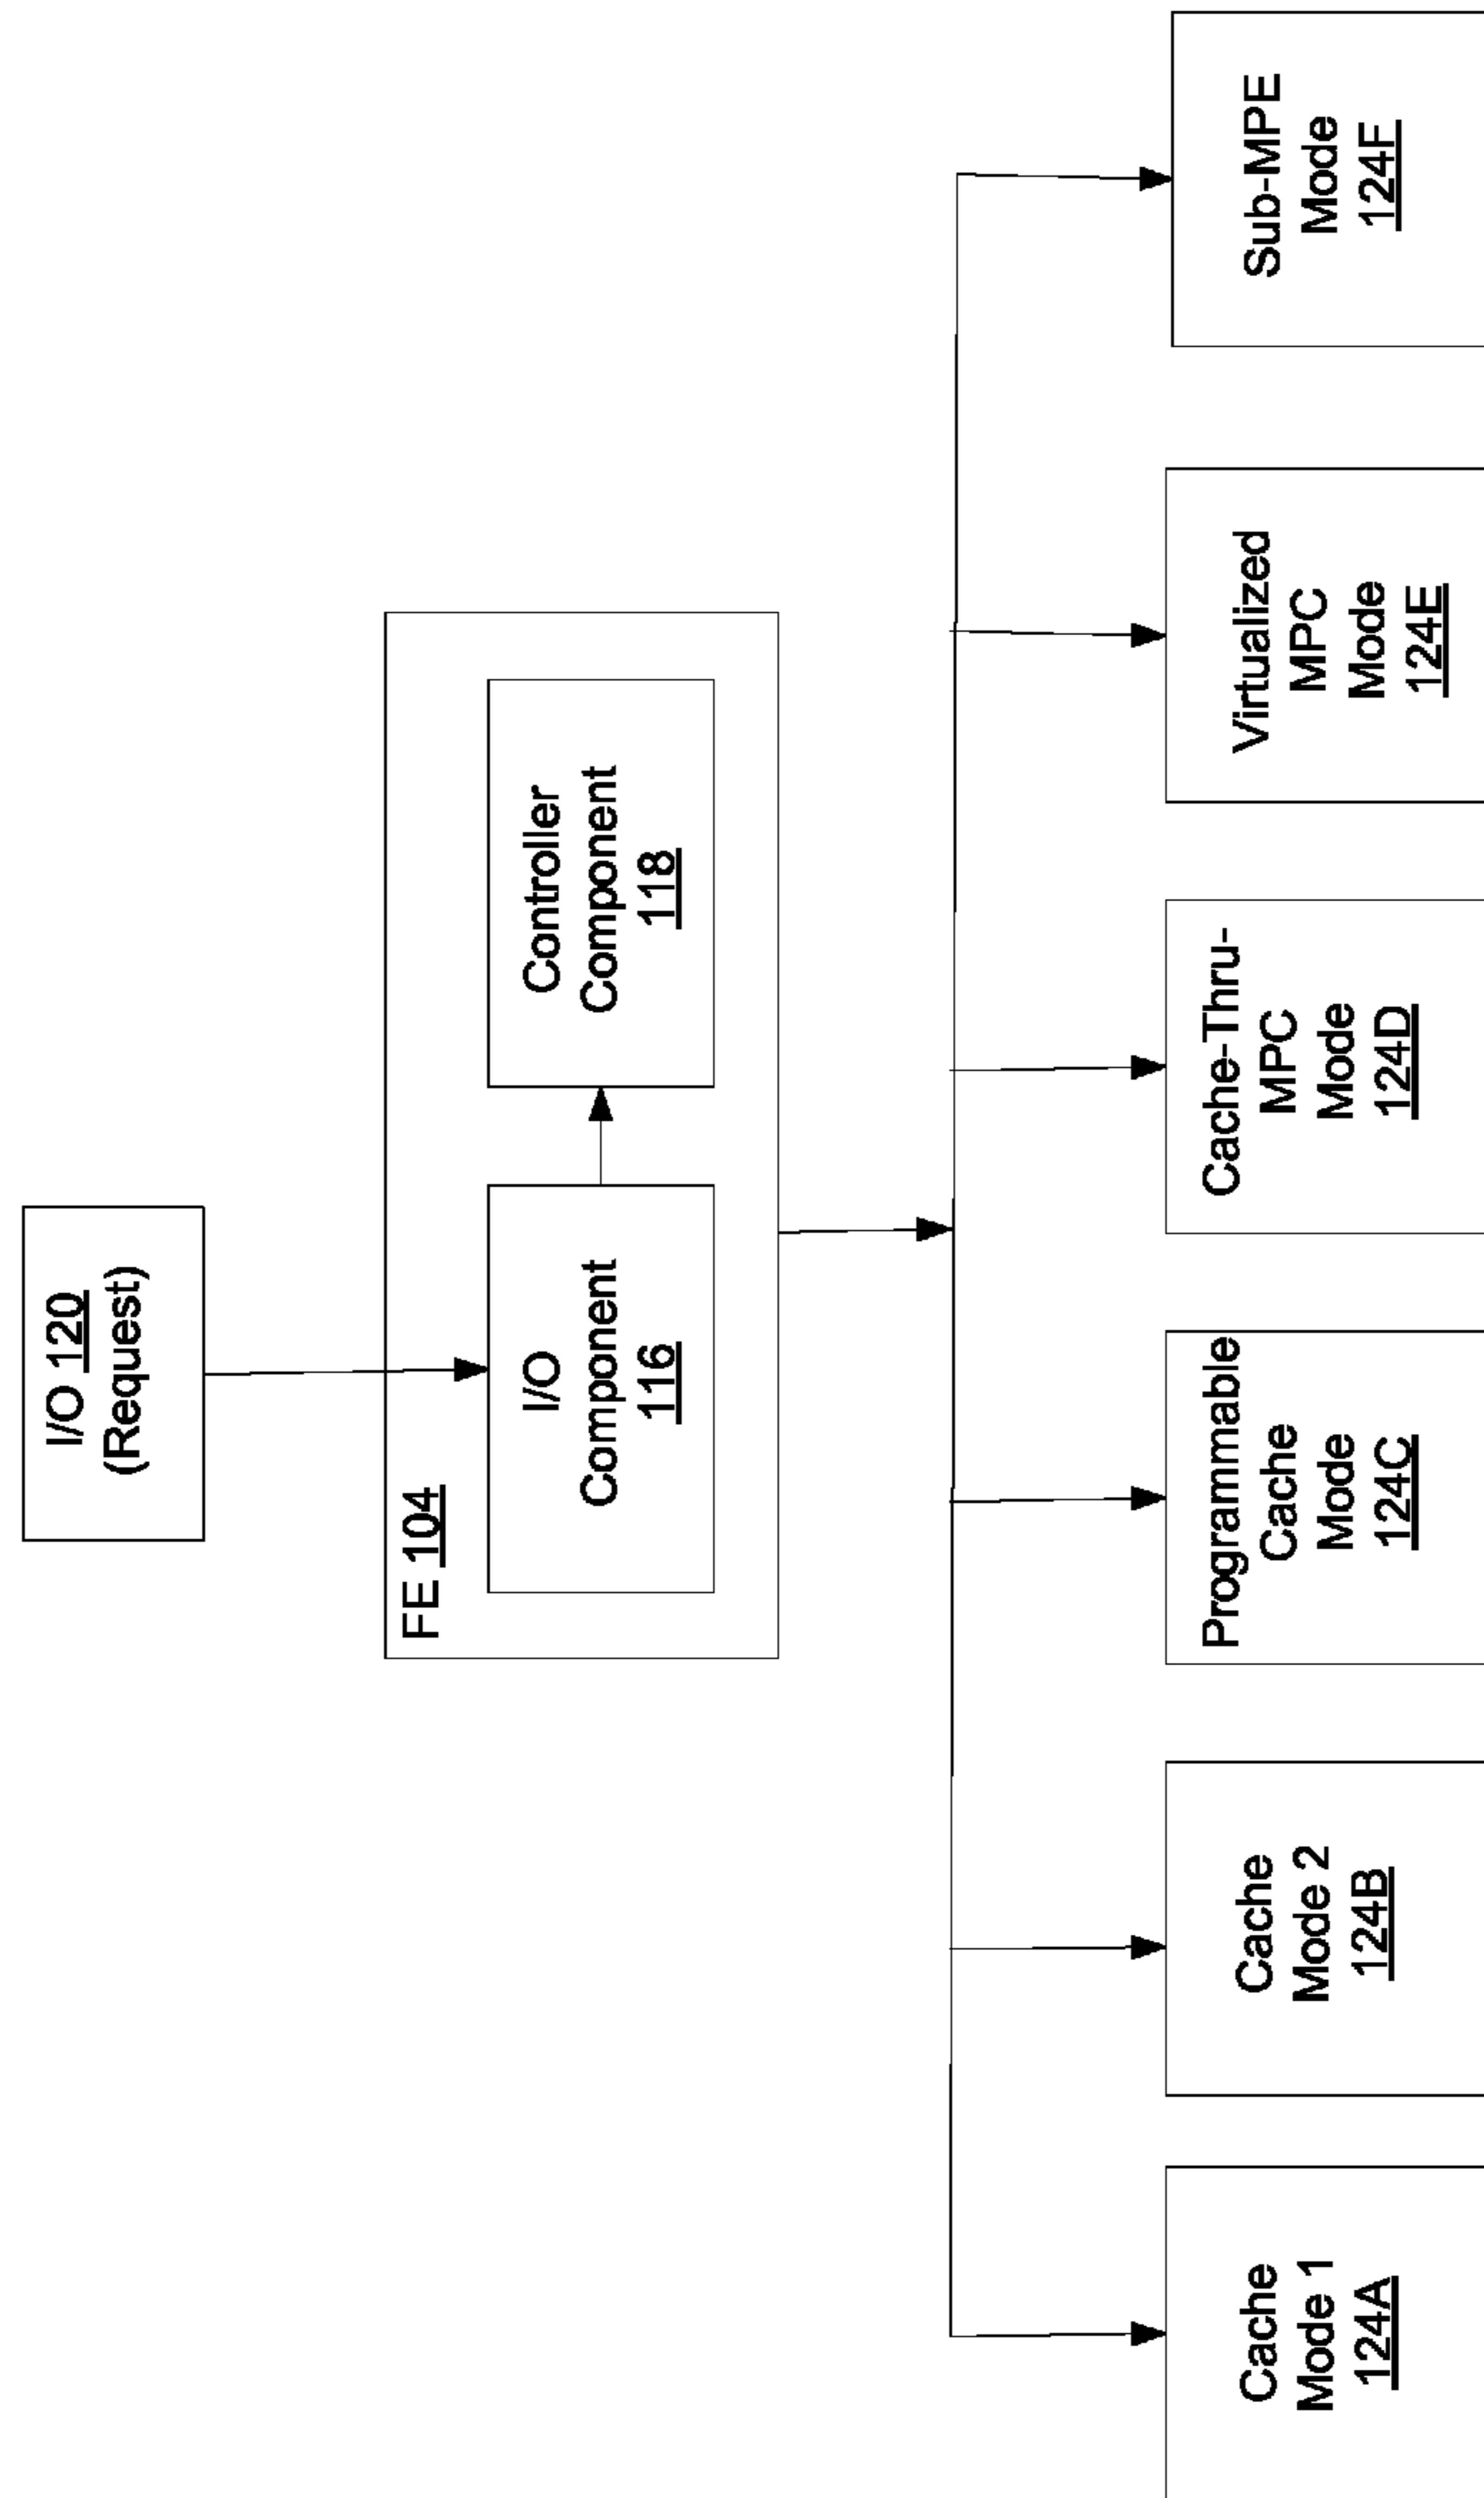 I/O 120
(Request)
FE 104
I/O
Component
116
Controller
Component
118
Cache
Mode 1
124A
Cache
Mode 2
124B
Programmable
Cache
Mode
124C
Cache-Thru-
MPC
Mode
124D
Virtualized
MPC
Mode
124E
Sub-MPE
Mode
124F